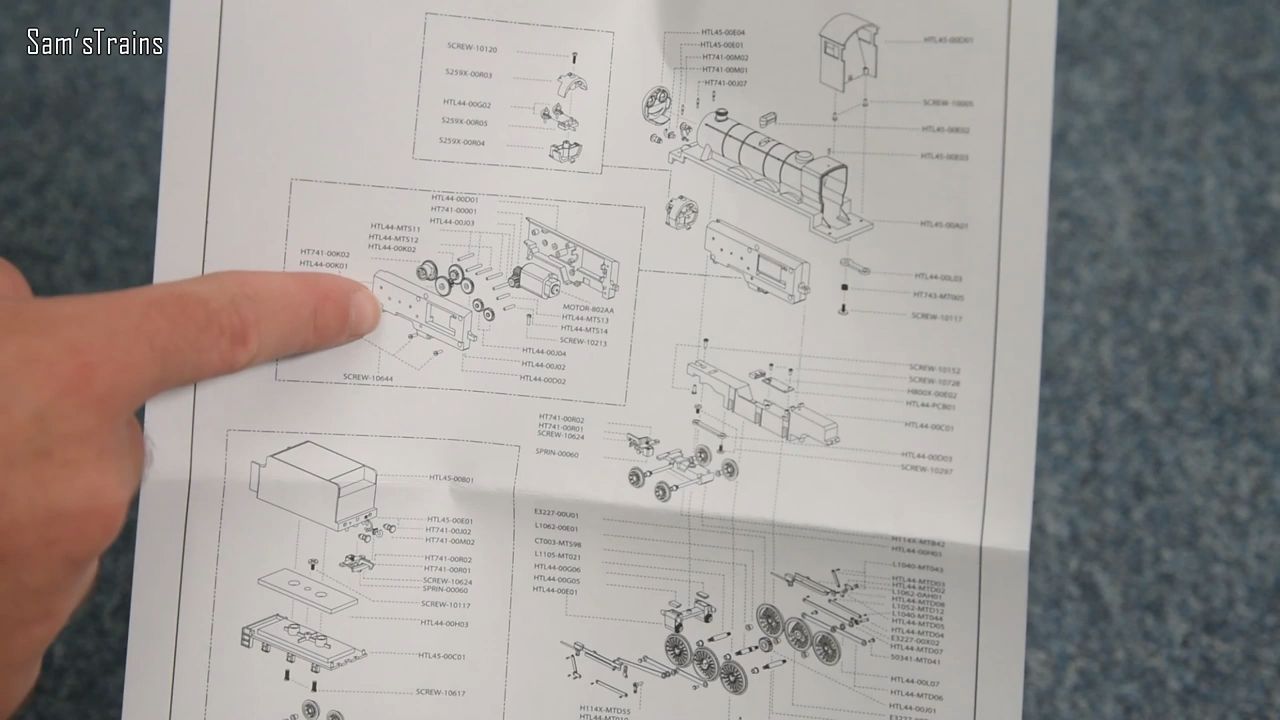 Sam'sTrains
SCREW-10120
S259X-00R03
HTL44-00G02
S259X-00R05
S259X-00R04
HTL45-00E04
HTL45-00E01
HT741-00M02
HT741-00M01
HT741-00J07
HTL45-00D01
SCREW-10065
HTL45-00E02
HTL45-00E03
HTL45-00A01
HTL44-00L03
HT743-MT005
SCREW-10117
HTL44-00D01
HT741-00001
HTL44-00J03
HTL44-MTS11
HTL44-MTS12
HTL44-00K02
HT741-00K02
HTL44-00K01
MOTOR-802AA
HTL44-MTS13
HTL44-MTS14
SCREW-10213
HTL44-00J04
HTL44-00J02
HTL44-00D02
SCREW-10644
SCREW-10152
SCREW-10728
H800X-00E02
HTL44-PCB01
HTL44-00C01
HTL44-00D03
SCREW-10297
HT741-00R02
HT741-00R01
SCREW-10624
SPRIN-00060
HTL45-00B01
HTL45-00E01
HT741-00J02
HT741-00M02
HT741-00R02
HT741-00R01
SCREW-10624
SPRIN-00060
SCREW-10117
HTL44-00H03
HTL45-00C01
SCREW-10617
E3227-00U01
L1062-00E01
CT003-MTS98
L1105-MT021
HTL44-00G06
HTL44-00G05
HTL44-00E01
H114X-MTB42
HTL44-00H03
L1040-MT043
HTL44-MTD03
HTL44-MTD02
L1062-0AH01
HTL44-MTD08
L1052-MTD12
L1040-MT044
HTL44-MTD05
HTL44-MTD04
E3227-00X02
HTL44-MTD07
S0341-MT041
HTL44-00L07
HTL44-MTD06
HTL44-00J01
H114X-MTD55